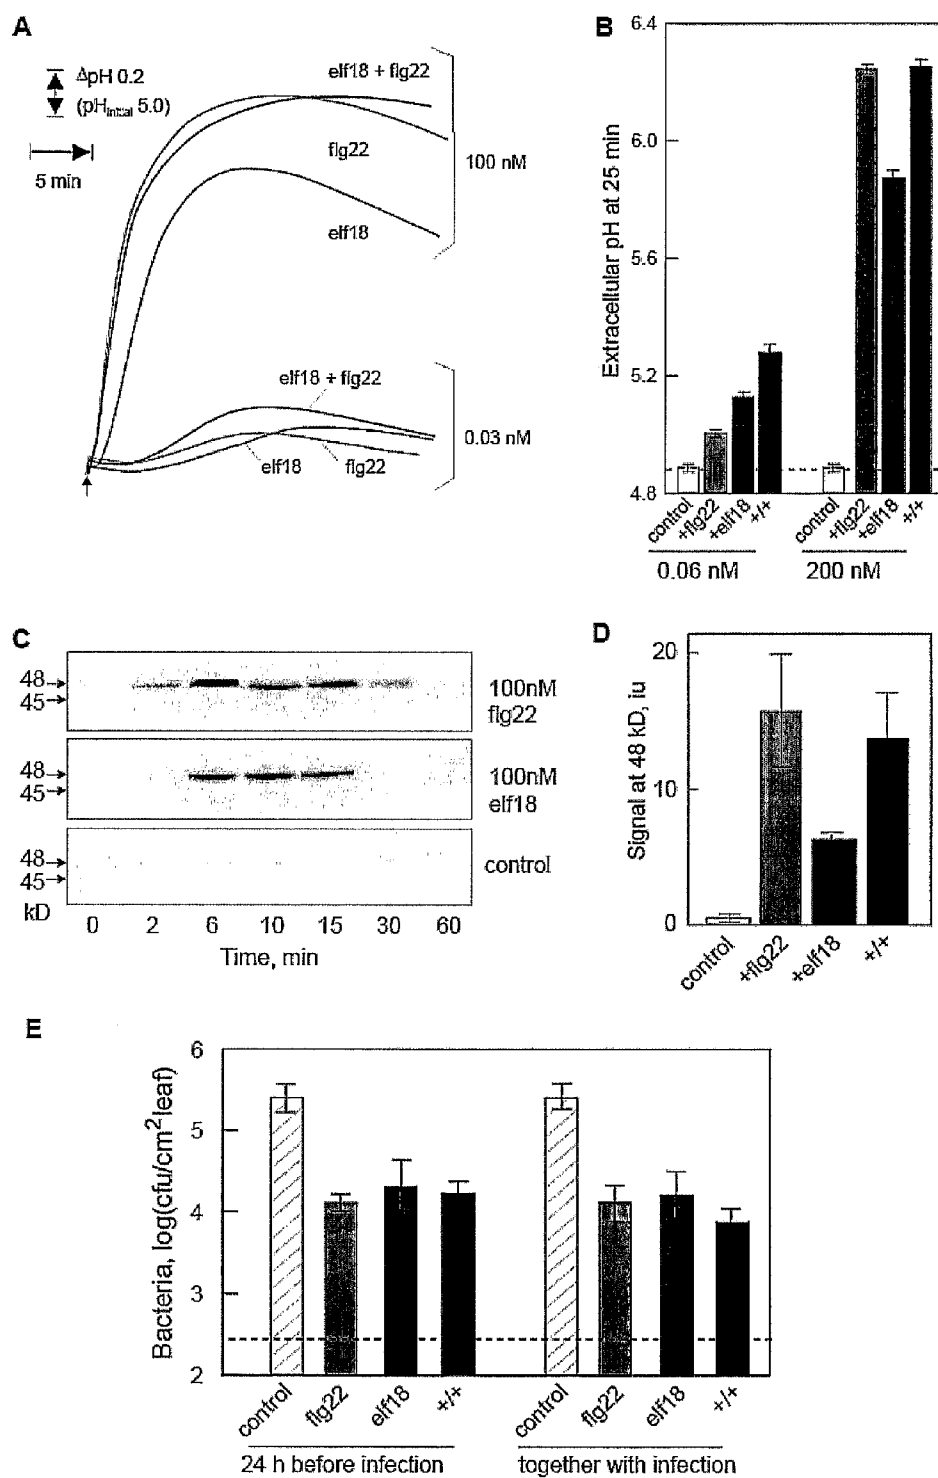 A
ΔpH 0.2
(pHinitial 5.0)
5 min
elf18 + flg22
flg22
elf18
100 nM
elf18 + flg22
elf18
flg22
0.03 nM
B
Extracellular pH at 25 min
6.4
6.0
5.6
5.2
4.8
control
+flg22
+elf18
+/+
control
+flg22
+elf18
+/+
0.06 nM
200 nM
C
48
45
100nM
flg22
48
45
100nM
elf18
48
45
control
kD
0 2 6 10 15 30 60
Time, min
D
Signal at 48 kD, iu
20
10
0
control
+flg22
+elf18
+/+
E
Bacteria, log(cfu/cm2 leaf)
6
5
4
3
2
control
flg22
elf18
+/+
control
flg22
elf18
+/+
24 h before infection
together with infection